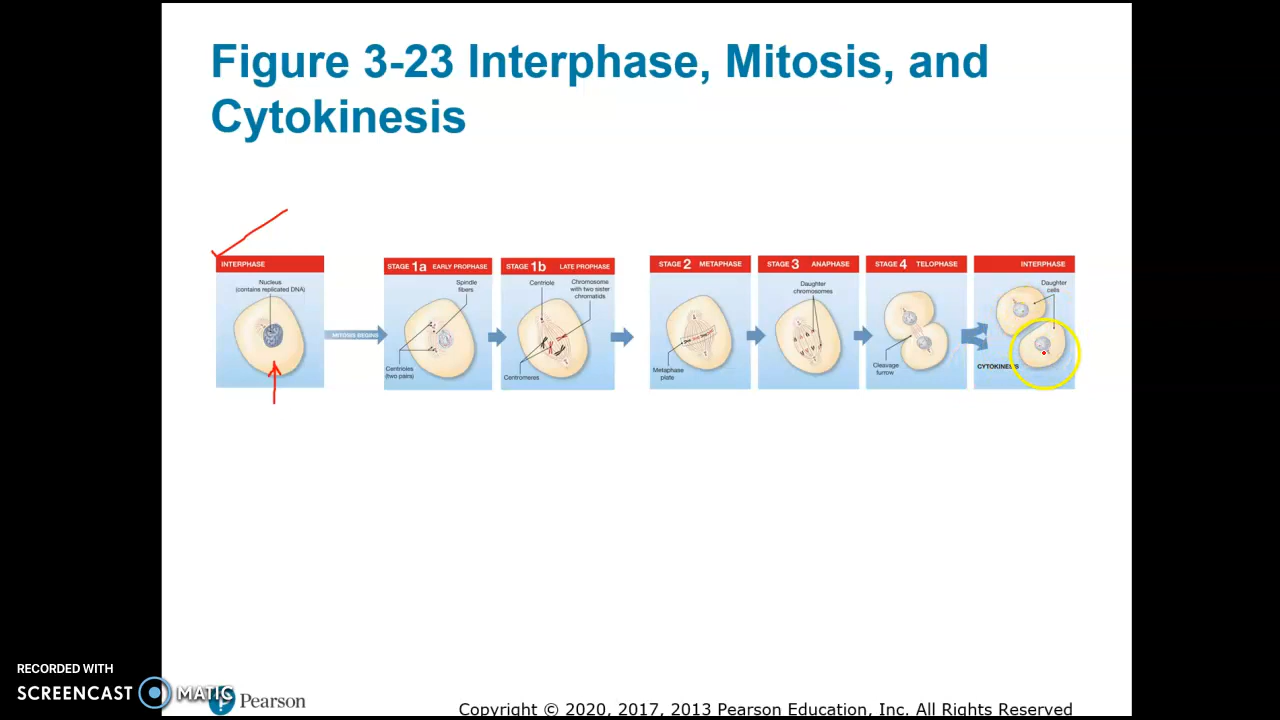 Figure 3-23 Interphase, Mitosis, and
Cytokinesis
INTERPHASE
Nucleus
(contains replicated DNA)
MITOSIS BEGINS
STAGE 1a EARLY PROPHASE
Spindle
fibers
Centrioles
(two pairs)
STAGE 1b LATE PROPHASE
Centriole
Chromosome
with two sister
chromatids
Centromeres
STAGE 2 METAPHASE
Metaphase
plate
STAGE 3 ANAPHASE
Daughter
chromosomes
STAGE 4 TELOPHASE
Cleavage
furrow
INTERPHASE
Daughter
cells
CYTOKINESIS
RECORDED WITH
SCREENCAST MATIC
Pearson
Copyright © 2020, 2017, 2013 Pearson Education, Inc. All Rights Reserved